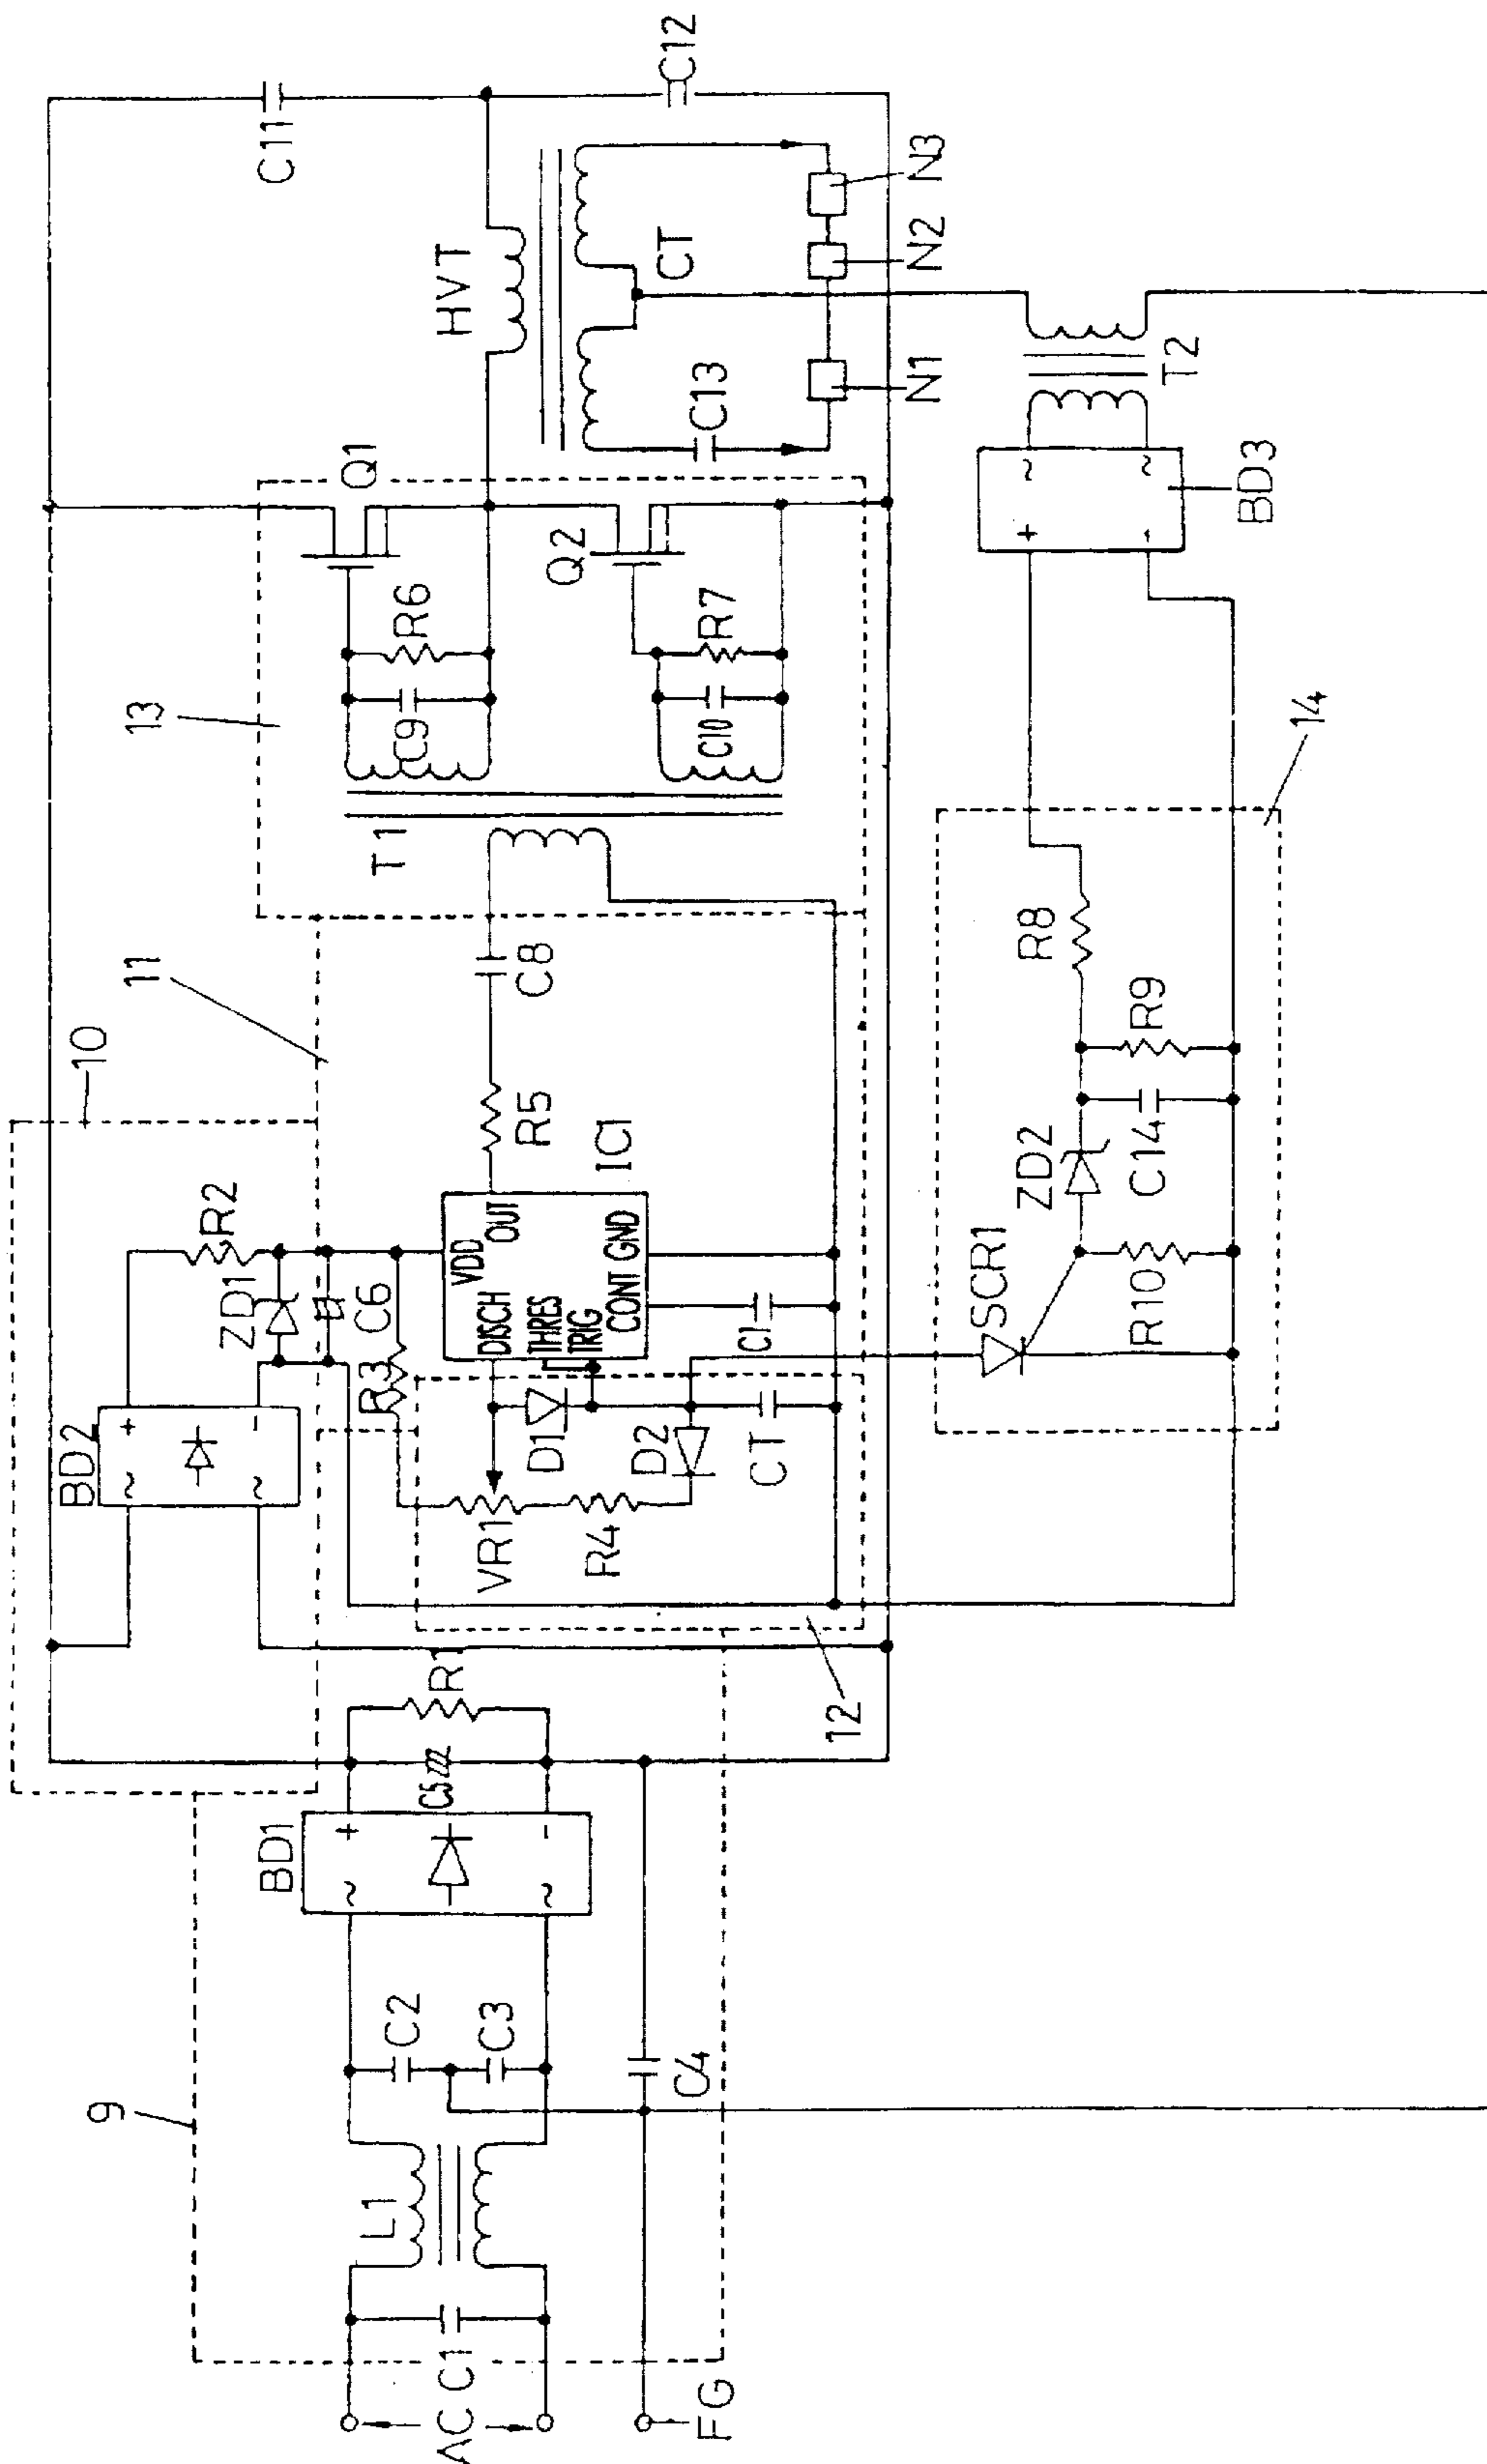 9
10
11
12
13
14
AC
FG
C1
L1
C2
C3
C4
BD1
~
~
+
-
C5
R1
BD2
~
~
+
-
R2
ZD1
C6
R3
VR1
R4
D1
D2
CT
C1
IC1
VDD
OUT
DISCH
THRES
TRIG
CONT GND
R5
C8
T1
C9
R6
Q1
C10
R7
Q2
HVT
CT
C11
C12
C13
N1
N2
N3
T2
BD3
~
~
+
-
R8
R9
C14
ZD2
SCR1
R10